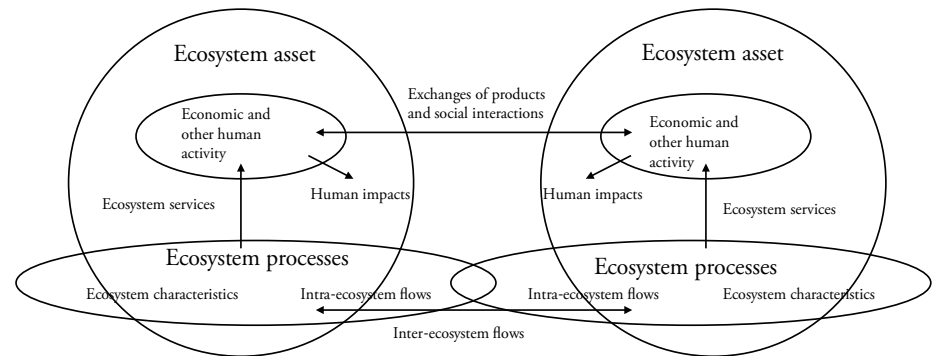 Ecosystem asset
Ecosystem asset
Exchanges of products
and social interactions
Economic and
other human
activity
Economic and
other human
activity
Human impacts
Human impacts
Ecosystem services
Ecosystem services
Ecosystem processes
Ecosystem processes
Ecosystem characteristics
Intra-ecosystem flows
Intra-ecosystem flows
Ecosystem characteristics
Inter-ecosystem flows